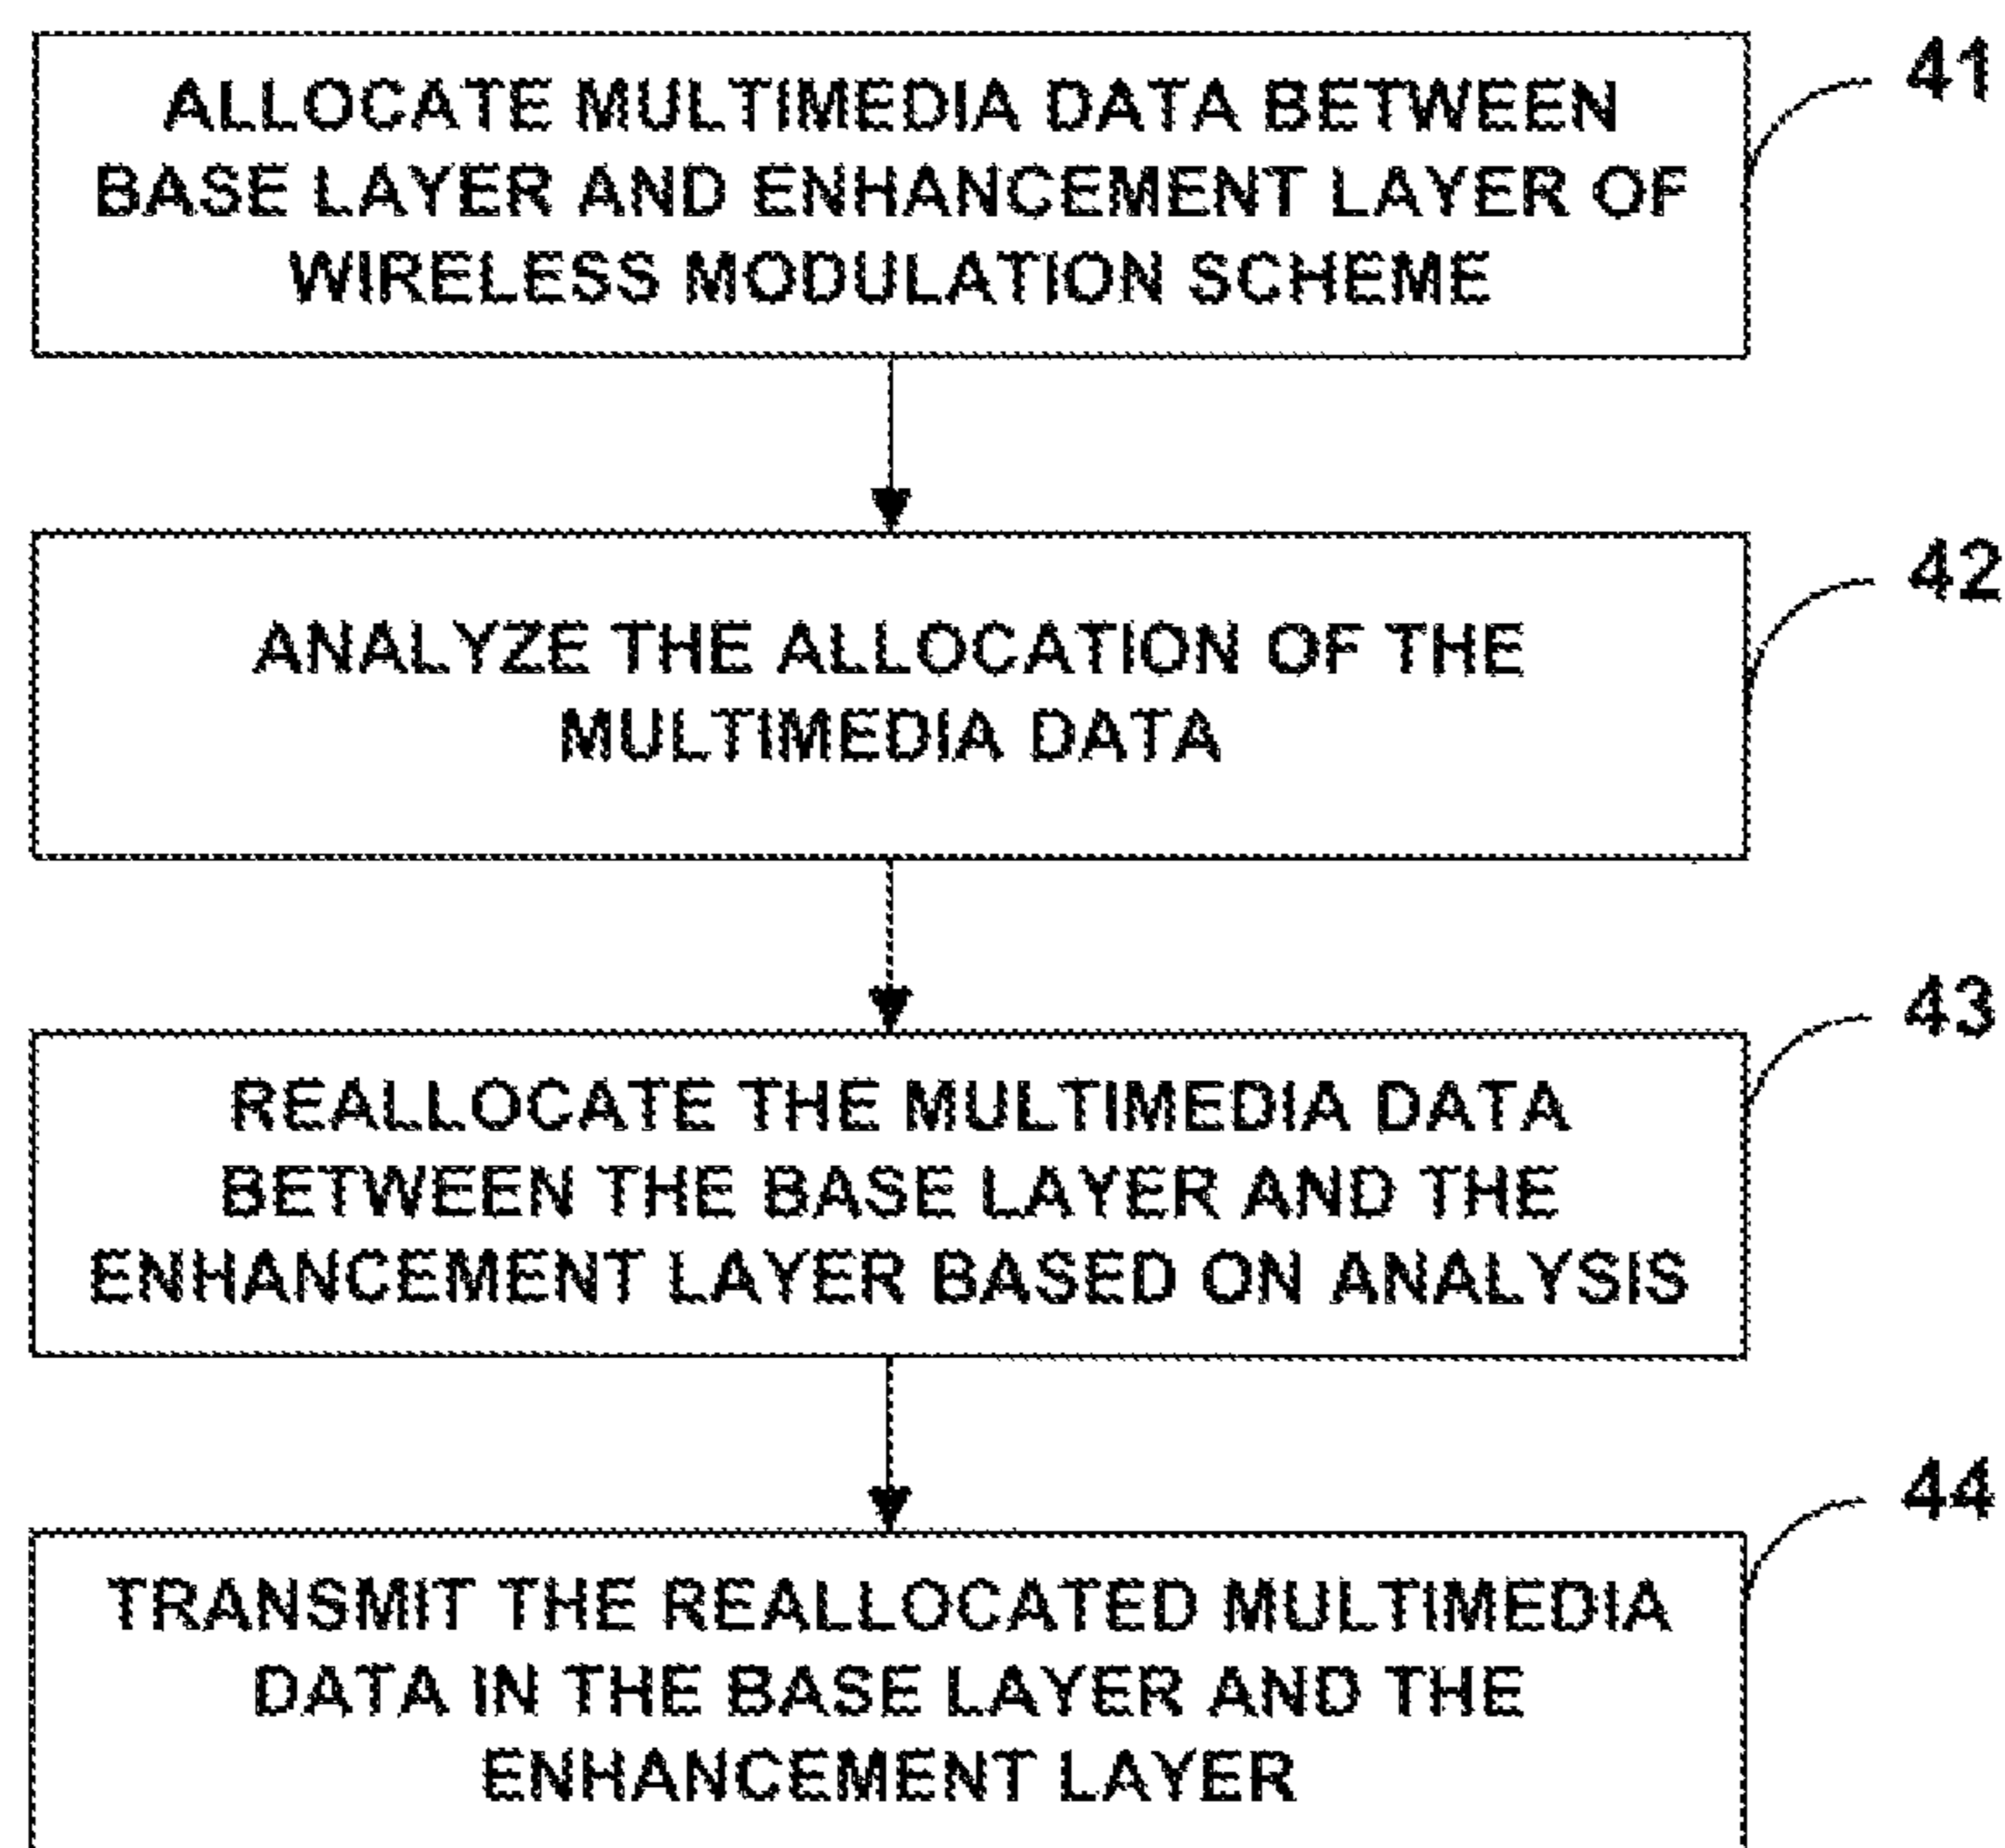 ALLOCATE MULTIMEDIA DATA BETWEEN
BASE LAYER AND ENHANCEMENT LAYER OF
WIRELESS MODULATION SCHEME
41
ANALYZE THE ALLOCATION OF THE
MULTIMEDIA DATA
42
REALLOCATE THE MULTIMEDIA DATA
BETWEEN THE BASE LAYER AND THE
ENHANCEMENT LAYER BASED ON ANALYSIS
43
TRANSMIT THE REALLOCATED MULTIMEDIA
DATA IN THE BASE LAYER AND THE
ENHANCEMENT LAYER
44